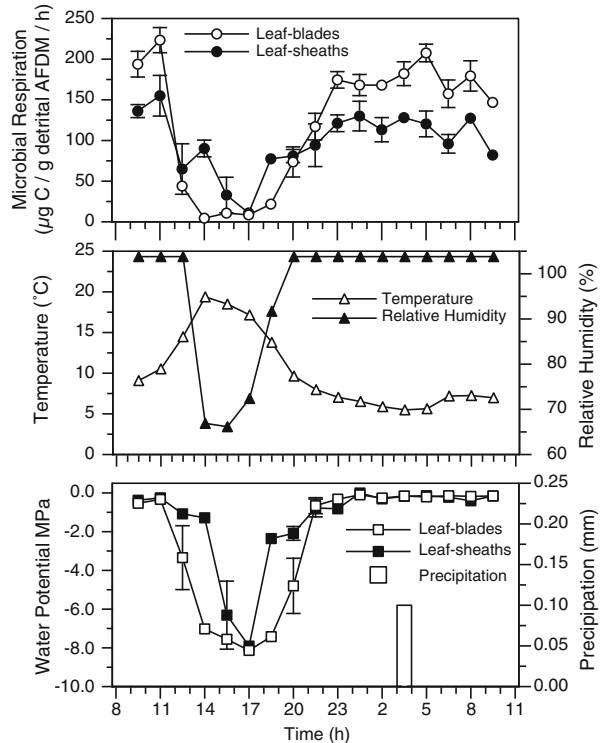 Microbial Respiration
(µg C / g detrital AFDM / h)
250
200
150
100
50
0
Leaf-blades
Leaf-sheaths
Temperature (˚C)
25
20
15
10
5
0
Temperature
Relative Humidity
100
90
80
70
60
Relative Humidity (%)
Water Potential MPa
0.0
-2.0
-4.0
-6.0
-8.0
-10.0
Leaf-blades
Leaf-sheaths
Precipitation
0.25
0.20
0.15
0.10
0.05
0.00
Precipipation (mm)
8 11 14 17 20 23 2 5 8 11
Time (h)